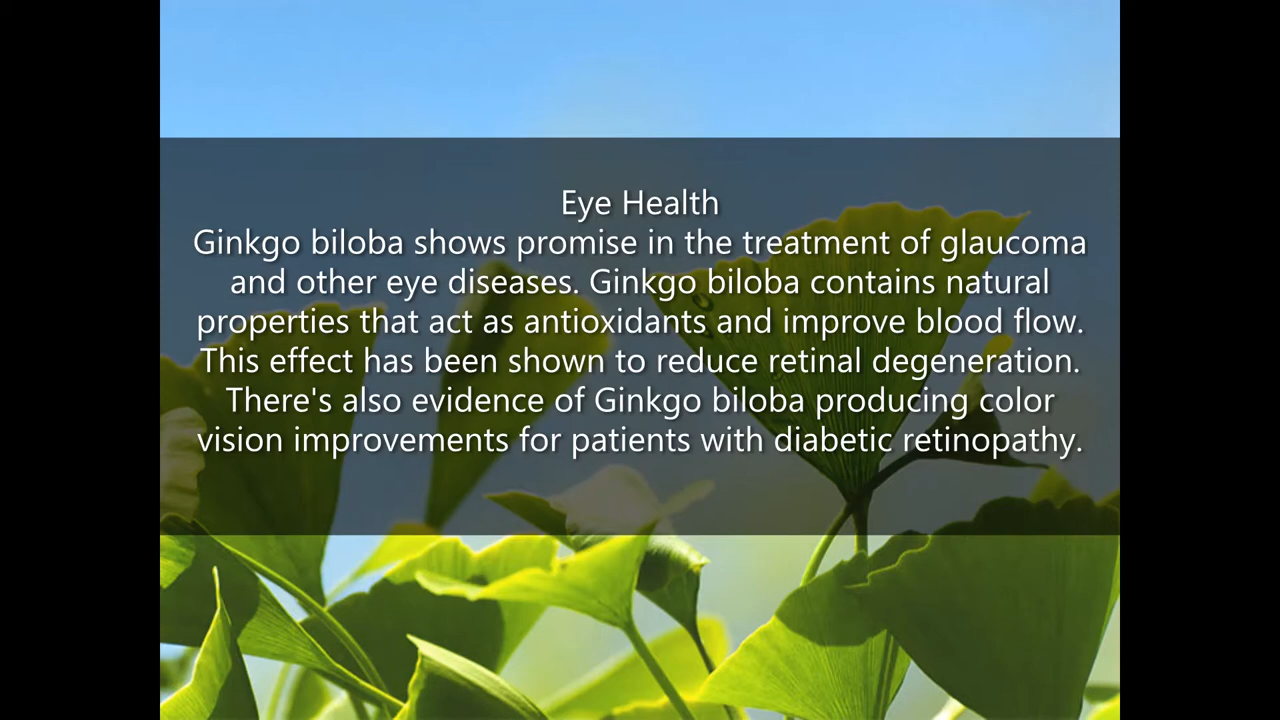 Eye Health
Ginkgo biloba shows promise in the treatment of glaucoma
and other eye diseases. Ginkgo biloba contains natural
properties that act as antioxidants and improve blood flow.
This effect has been shown to reduce retinal degeneration.
There's also evidence of Ginkgo biloba producing color
vision improvements for patients with diabetic retinopathy.